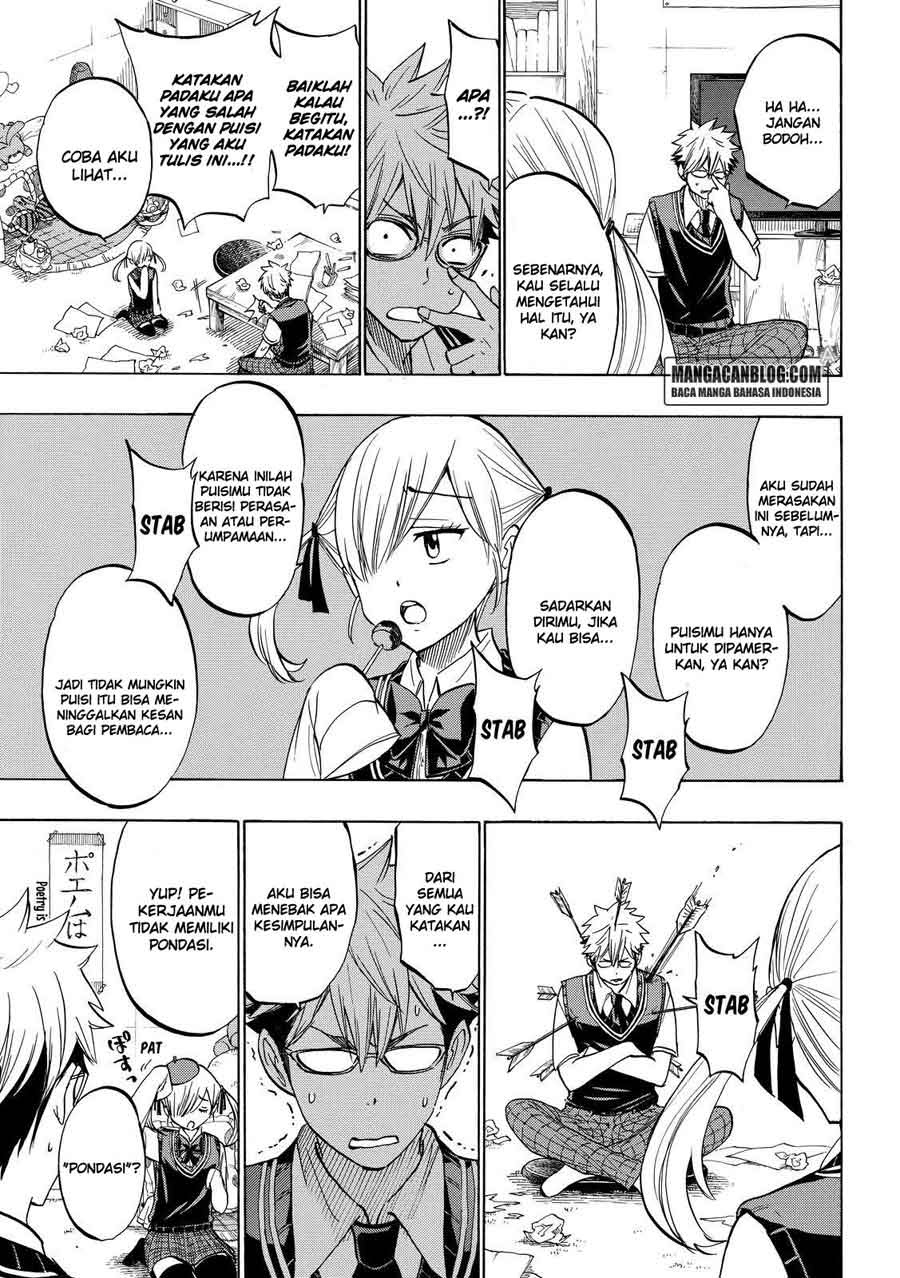 HA HA...
JANGAN
BODOH...
SEBENARNYA,
KAU SELALU
MENGETAHUI
HAL ITU, YA
KAN?
APA
...?!
BAIKLAH
KALAU
BEGITU,
KATAKAN
PADAKU!
KATAKAN
PADAKU APA
YANG SALAH
DENGAN PUISI
YANG AKU
TULIS INI...!!
COBA AKU
LIHAT...
MANGACANBLOG.COM
BACA MANGA BAHASA INDONESIA
AKU SUDAH
MERASAKAN
INI SEBELUM-
NYA, TAPI...
PUISIMU HANYA
UNTUK DIPAMER-
KAN, YA KAN?
STAB
SADARKAN
DIRIMU, JIKA
KAU BISA...
STAB
KARENA INILAH
PUISIMU TIDAK
BERISI PERASA-
AN ATAU PER-
UMPAMAAN...
STAB
JADI TIDAK MUNGKIN
PUISI ITU BISA ME-
NINGGALKAN KESAN
BAGI PEMBACA...
STAB
DARI
SEMUA
YANG KAU
KATAKAN
...
AKU BISA
MENEBAK APA
KESIMPULAN-
NYA.
YUP! PE-
KERJAANMU
TIDAK MEMILIKI
PONDASI.
ポエムは
Poetry is
ぽすっ
PAT
"PONDASI"?